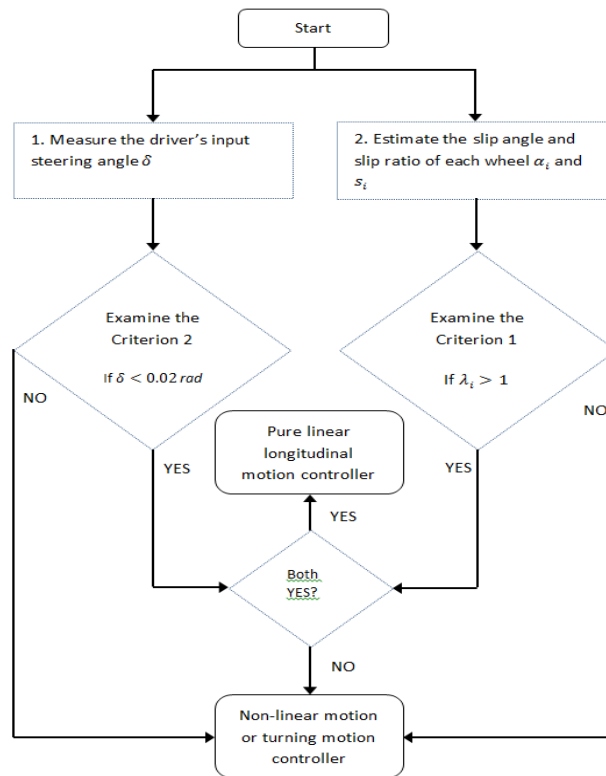 Start
1. Measure the driver's input
steering angle δ
2. Estimate the slip angle and
slip ratio of each wheel αᵢ and
sᵢ
Examine the
Criterion 2
If δ < 0.02 rad
Examine the
Criterion 1
If λᵢ > 1
NO
NO
Pure linear
longitudinal
motion controller
YES
YES
YES
Both
YES?
NO
Non-linear motion
or turning motion
controller